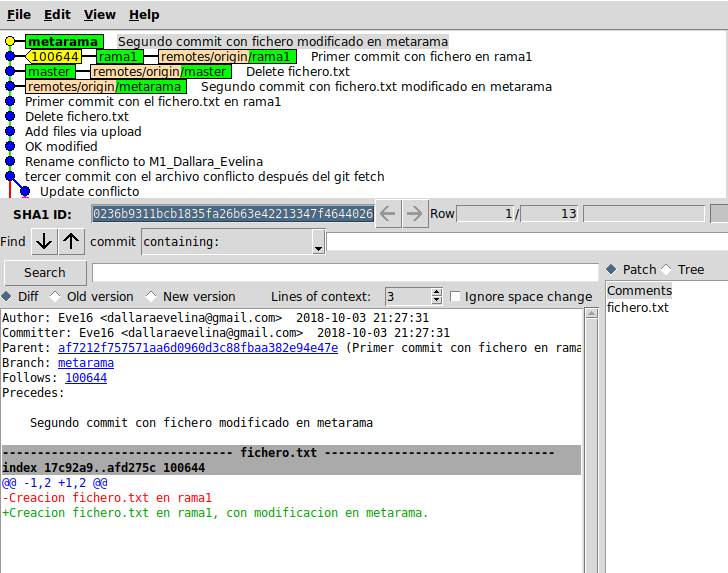 File Edit View Help
metarama Segundo commit con fichero modificado en metarama
100644 rama1 remotes/origin/rama1 Primer commit con fichero en rama1
master remotes/origin/master Delete fichero.txt
remotes/origin/metarama Segundo commit con fichero.txt modificado en metarama
Primer commit con el fichero.txt en rama1
Delete fichero.txt
Add files via upload
OK modified
Rename conflicto to M1_Dallara_Evelina
tercer commit con el archivo conflicto después del git fetch
Update conflicto
SHA1 ID: 0236b9311bcb1835fa26b63e42213347f4644026 Row 1 / 13
Find commit containing:
Search
Diff Old version New version Lines of context: 3 Ignore space change
Patch Tree
Comments
fichero.txt
Author: Eve16 <dallaraevelina@gmail.com> 2018-10-03 21:27:31
Committer: Eve16 <dallaraevelina@gmail.com> 2018-10-03 21:27:31
Parent: af7212f757571aa6d0960d3c88fbaa382e94e47e (Primer commit con fichero en rama
Branch: metarama
Follows: 100644
Precedes:
Segundo commit con fichero modificado en metarama
-------------------------------- fichero.txt --------------------------------
index 17c92a9..afd275c 100644
@@ -1,2 +1,2 @@
-Creacion fichero.txt en rama1
+Creacion fichero.txt en rama1, con modificacion en metarama.